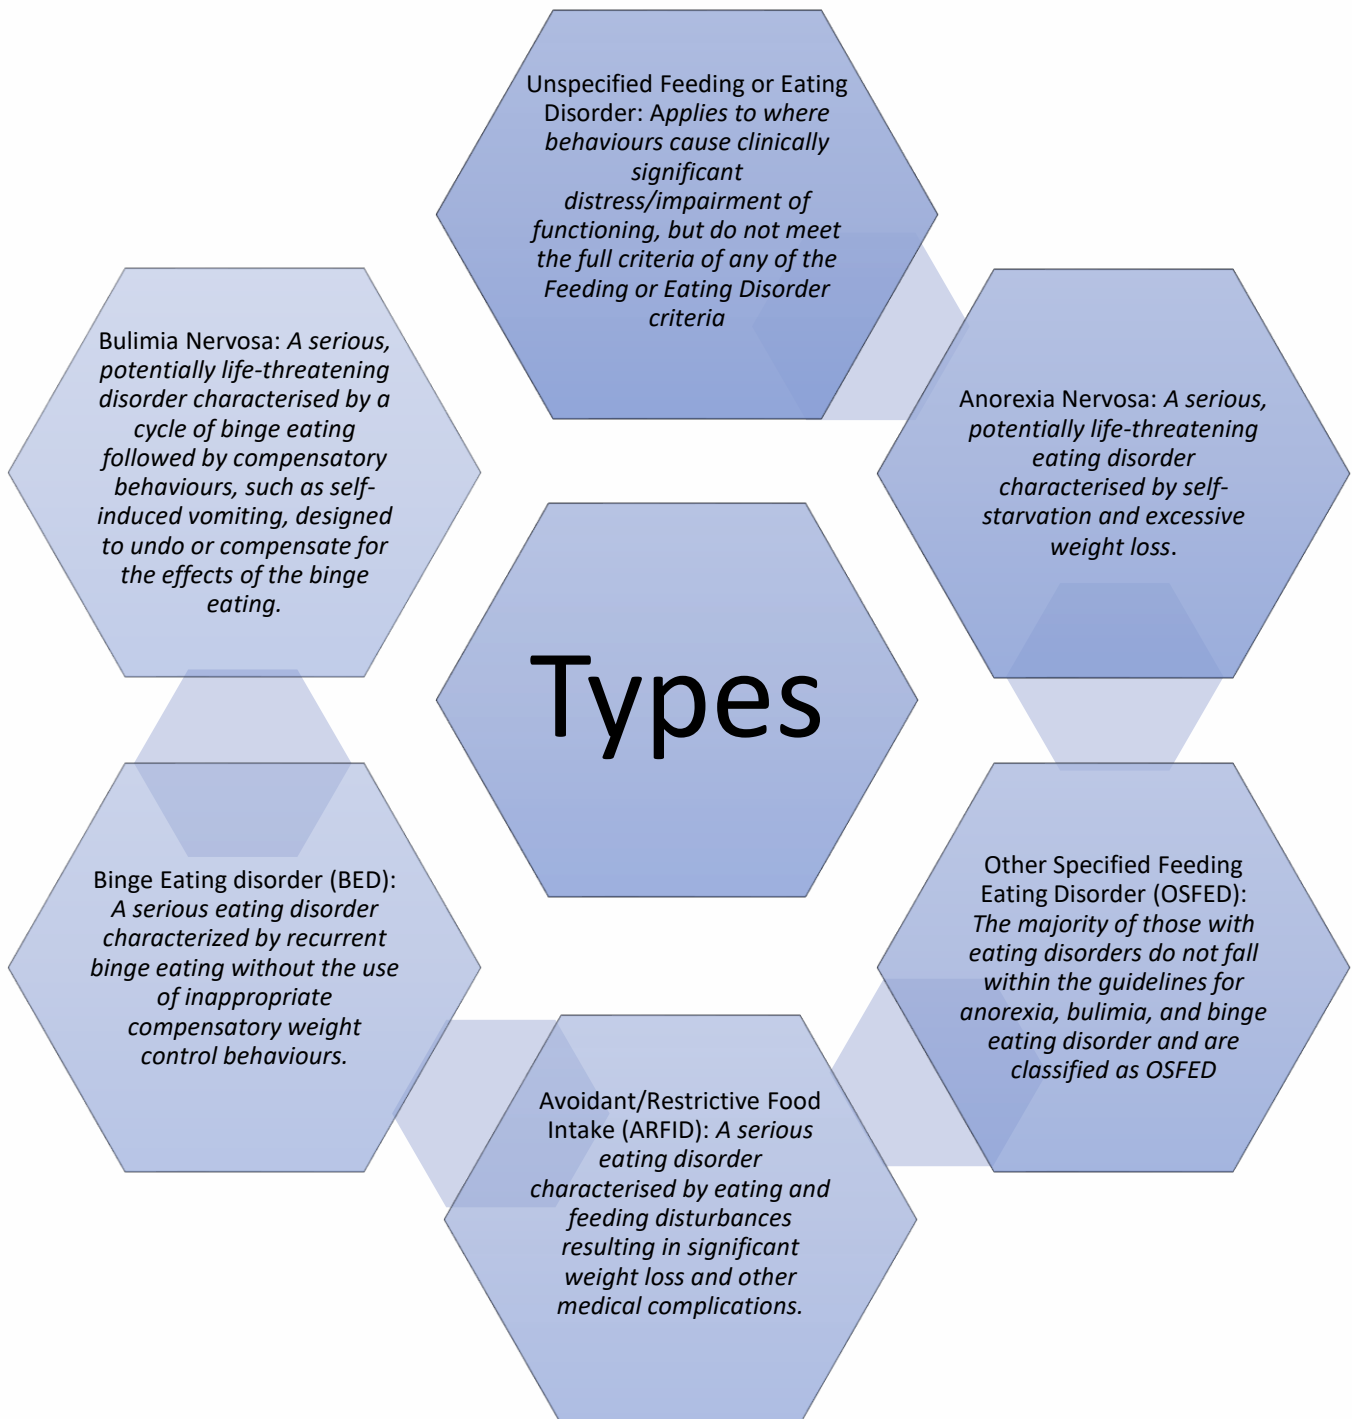 Unspecified Feeding or Eating
Disorder: Applies to where
behaviours cause clinically
significant
distress/impairment of
functioning, but do not meet
the full criteria of any of the
Feeding or Eating Disorder
criteria
Anorexia Nervosa: A serious,
potentially life-threatening
eating disorder
characterised by self-
starvation and excessive
weight loss.
Other Specified Feeding
Eating Disorder (OSFED):
The majority of those with
eating disorders do not fall
within the guidelines for
anorexia, bulimia, and binge
eating disorder and are
classified as OSFED
Avoidant/Restrictive Food
Intake (ARFID): A serious
eating disorder
characterised by eating and
feeding disturbances
resulting in significant
weight loss and other
medical complications.
Binge Eating disorder (BED):
A serious eating disorder
characterized by recurrent
binge eating without the use
of inappropriate
compensatory weight
control behaviours.
Bulimia Nervosa: A serious,
potentially life-threatening
disorder characterised by a
cycle of binge eating
followed by compensatory
behaviours, such as self-
induced vomiting, designed
to undo or compensate for
the effects of the binge
eating.
Types